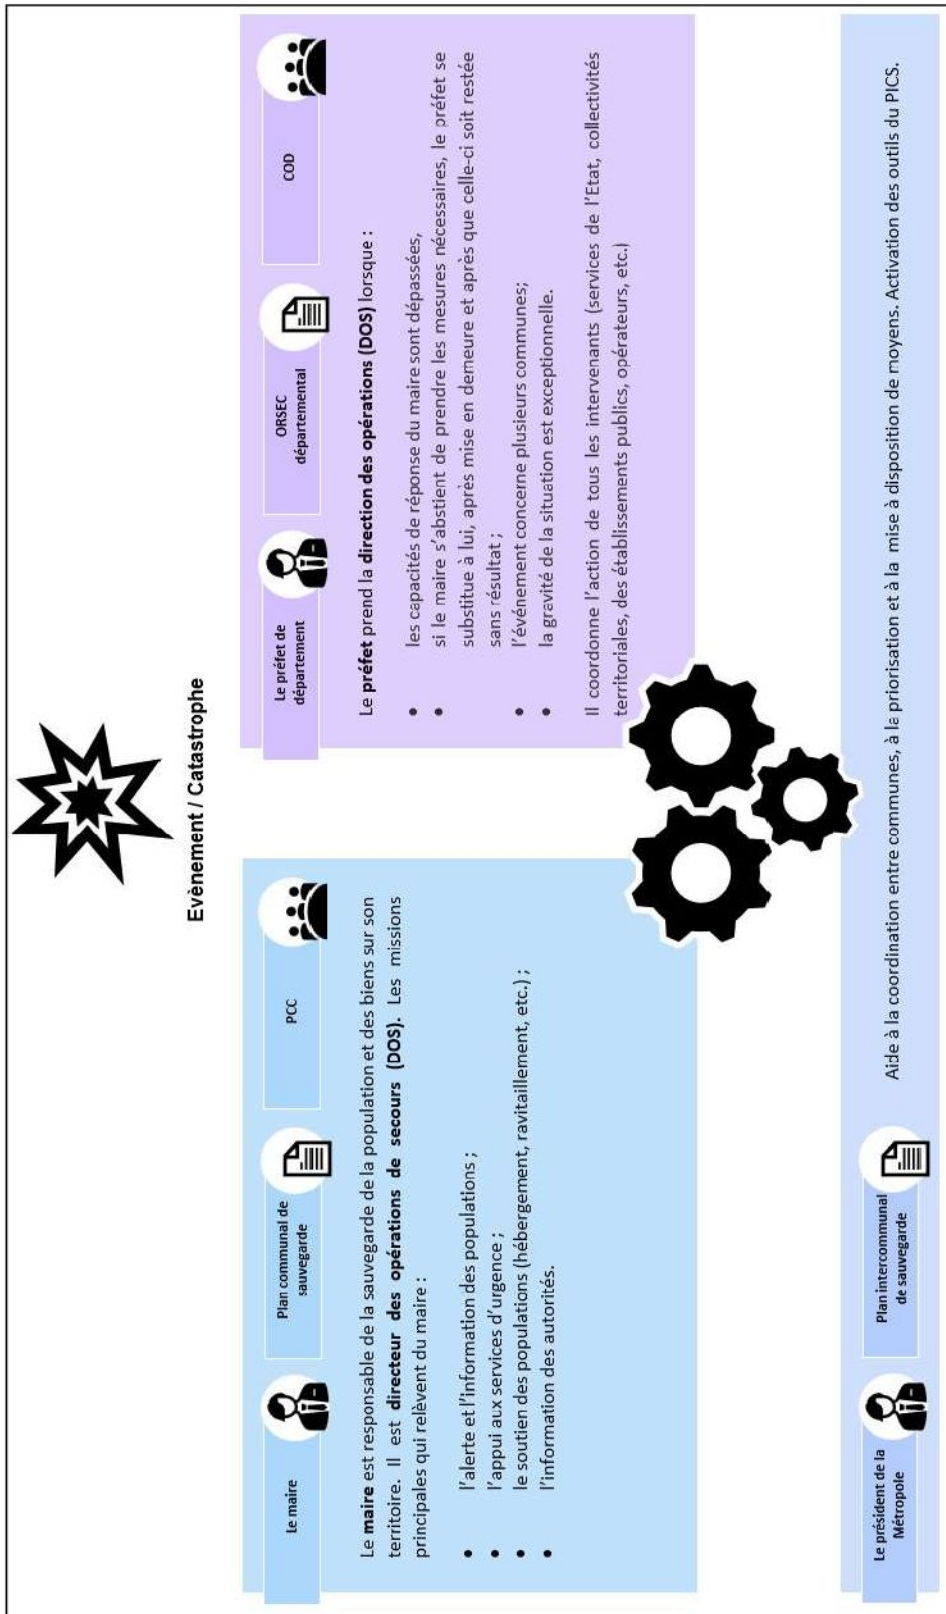 Evènement / Catastrophe
Le maire
Plan communal de
sauvegarde
PCC
Le maire est responsable de la sauvegarde de la population et des biens sur son
territoire. Il est directeur des opérations de secours (DOS). Les missions
principales qui relèvent du maire :
• l'alerte et l'information des populations ;
• l'appui aux services d'urgence ;
• le soutien des populations (hébergement, ravitaillement, etc.) ;
• l'information des autorités.
Le préfet de
département
ORSEC
départemental
COD
Le préfet prend la direction des opérations (DOS) lorsque :
• les capacités de réponse du maire sont dépassées,
• si le maire s'abstient de prendre les mesures nécessaires, le préfet se
substitue à lui, après mise en demeure et après que celle-ci soit restée
sans résultat ;
• l'événement concerne plusieurs communes;
• la gravité de la situation est exceptionnelle.
Il coordonne l'action de tous les intervenants (services de l'Etat, collectivités
territoriales, des établissements publics, opérateurs, etc.)
Le président de la
Métropole
Plan intercommunal
de sauvegarde
Aide à la coordination entre communes, à la priorisation et à la mise à disposition de moyens. Activation des outils du PICS.